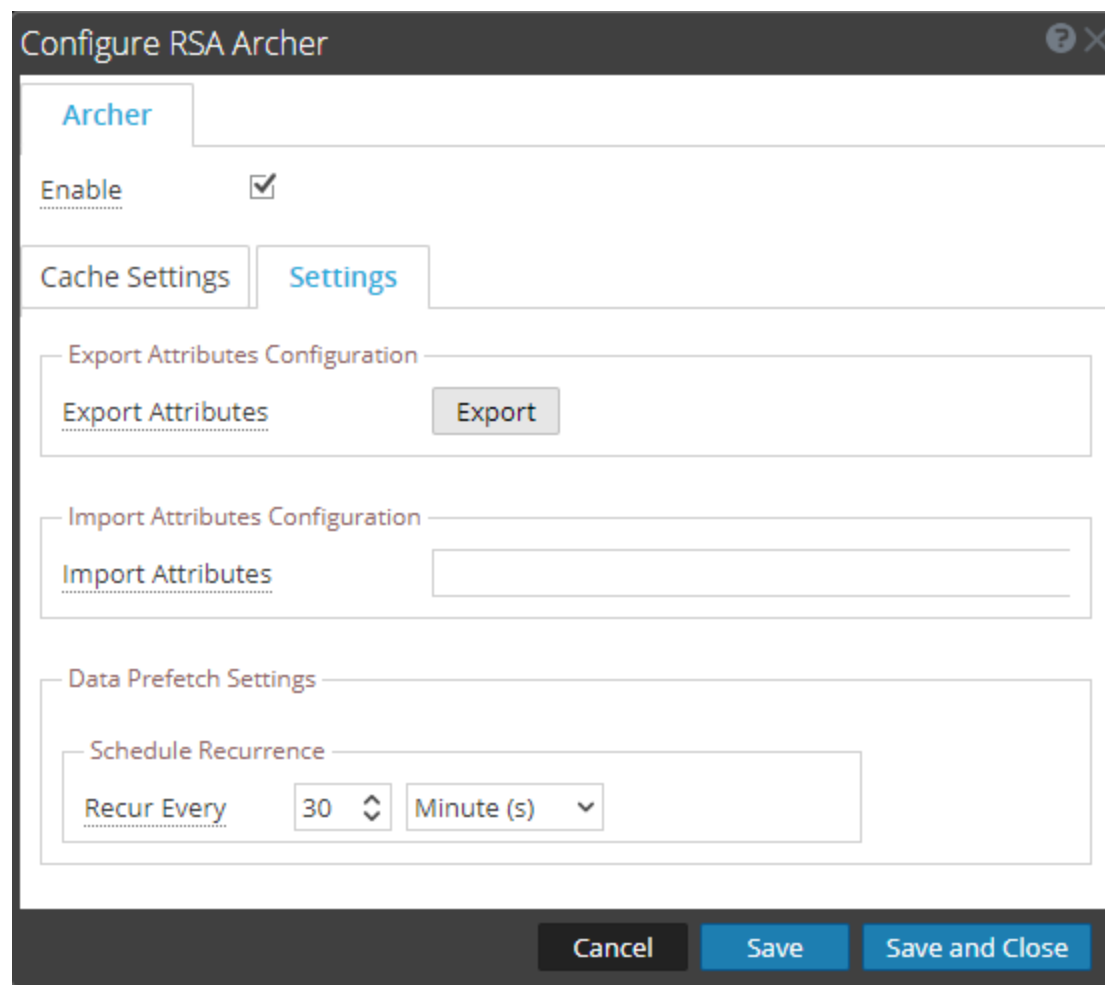 Configure RSA Archer
Archer
Enable
Cache Settings Settings
Export Attributes Configuration
Export Attributes Export
Import Attributes Configuration
Import Attributes
Data Prefetch Settings
Schedule Recurrence
Recur Every 30 Minute (s)
Cancel Save Save and Close